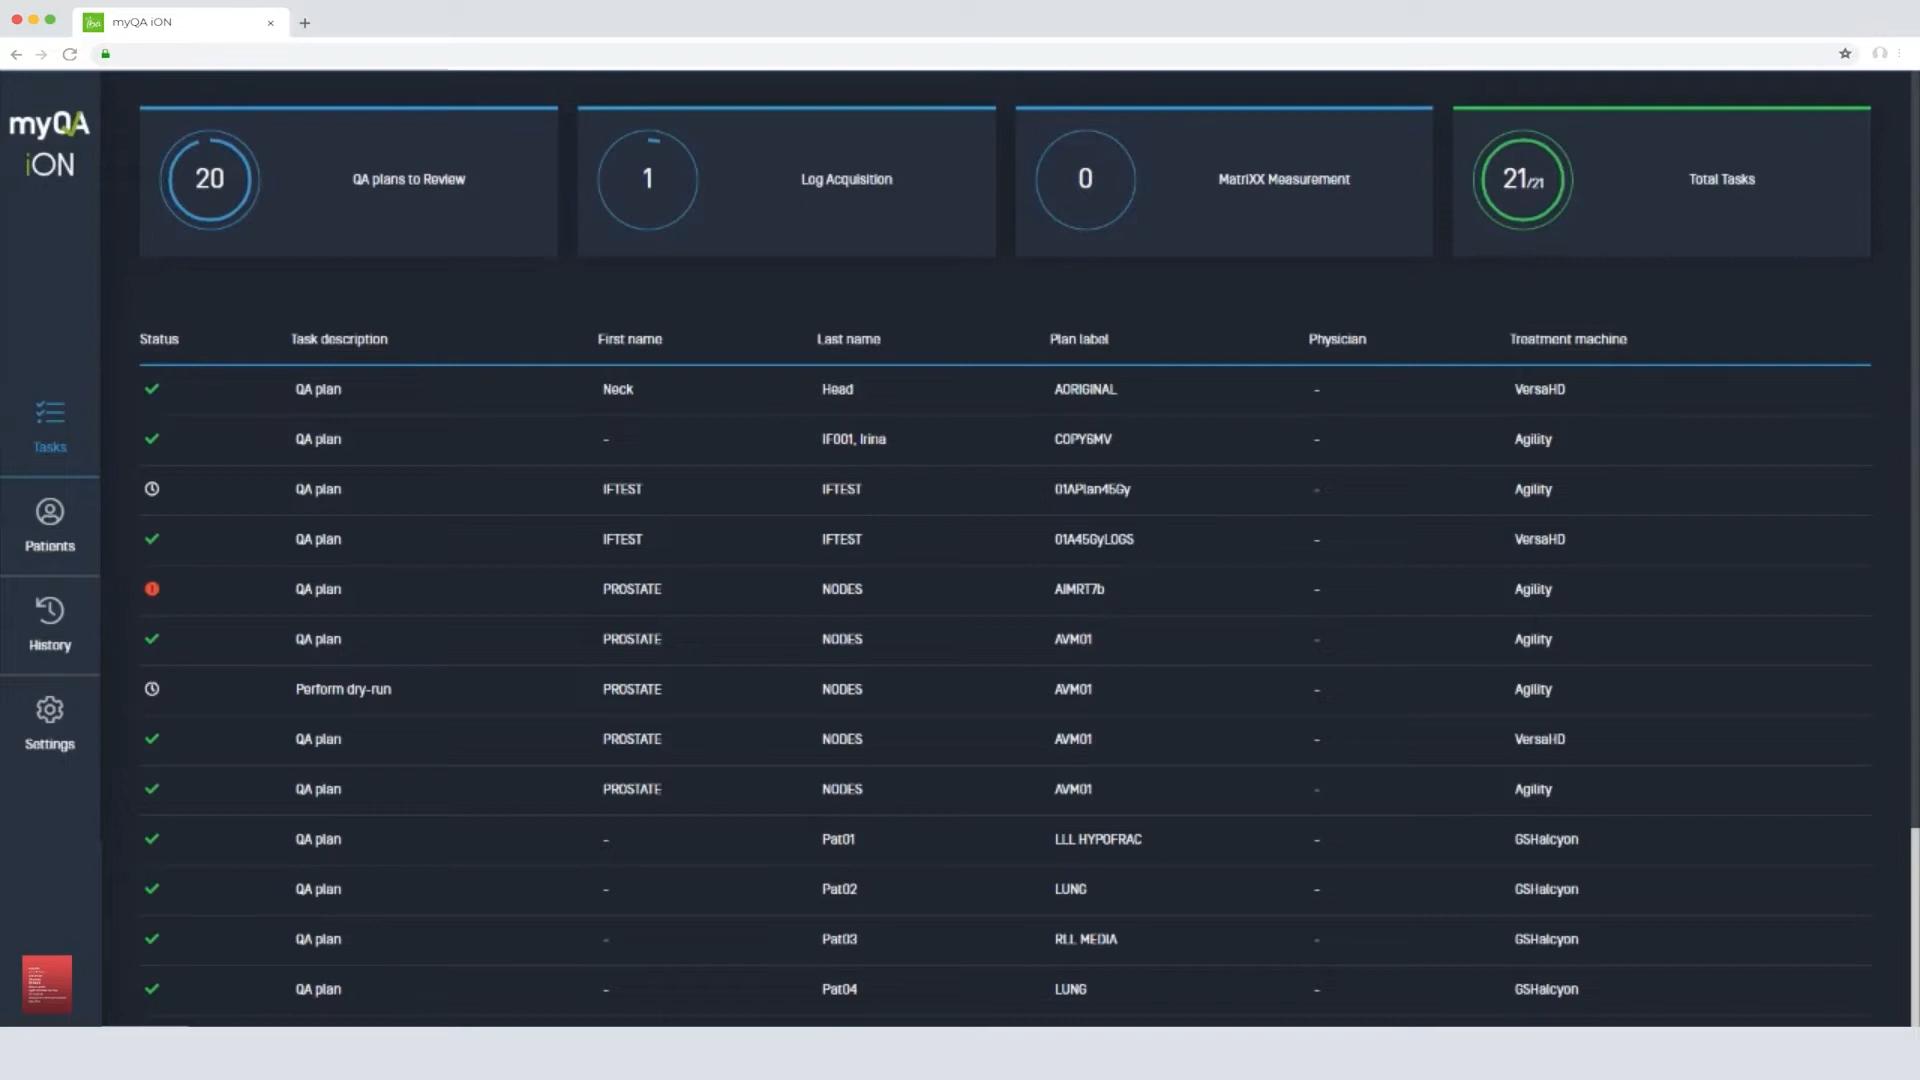 myQA iON
myQA
iON
20 QA plans to Review
1 Log Acquisition
0 MatriXX Measurement
21/21 Total Tasks
Status Task description First name Last name Plan label Physician Treatment machine
QA plan Neck Head AORIGINAL - VersaHD
QA plan - IF001, Irina COPY6MV - Agility
QA plan IFTEST IFTEST 01APlan45Gy - Agility
QA plan IFTEST IFTEST 01A45GyLOGS - VersaHD
QA plan PROSTATE NODES AIMRT7b - Agility
QA plan PROSTATE NODES AVM01 - Agility
Perform dry-run PROSTATE NODES AVM01 - Agility
QA plan PROSTATE NODES AVM01 - VersaHD
QA plan PROSTATE NODES AVM01 - Agility
QA plan - Pat01 LLL HYPOFRAC - GSHalcyon
QA plan - Pat02 LUNG - GSHalcyon
QA plan - Pat03 RLL MEDIA - GSHalcyon
QA plan - Pat04 LUNG - GSHalcyon
Tasks
Patients
History
Settings